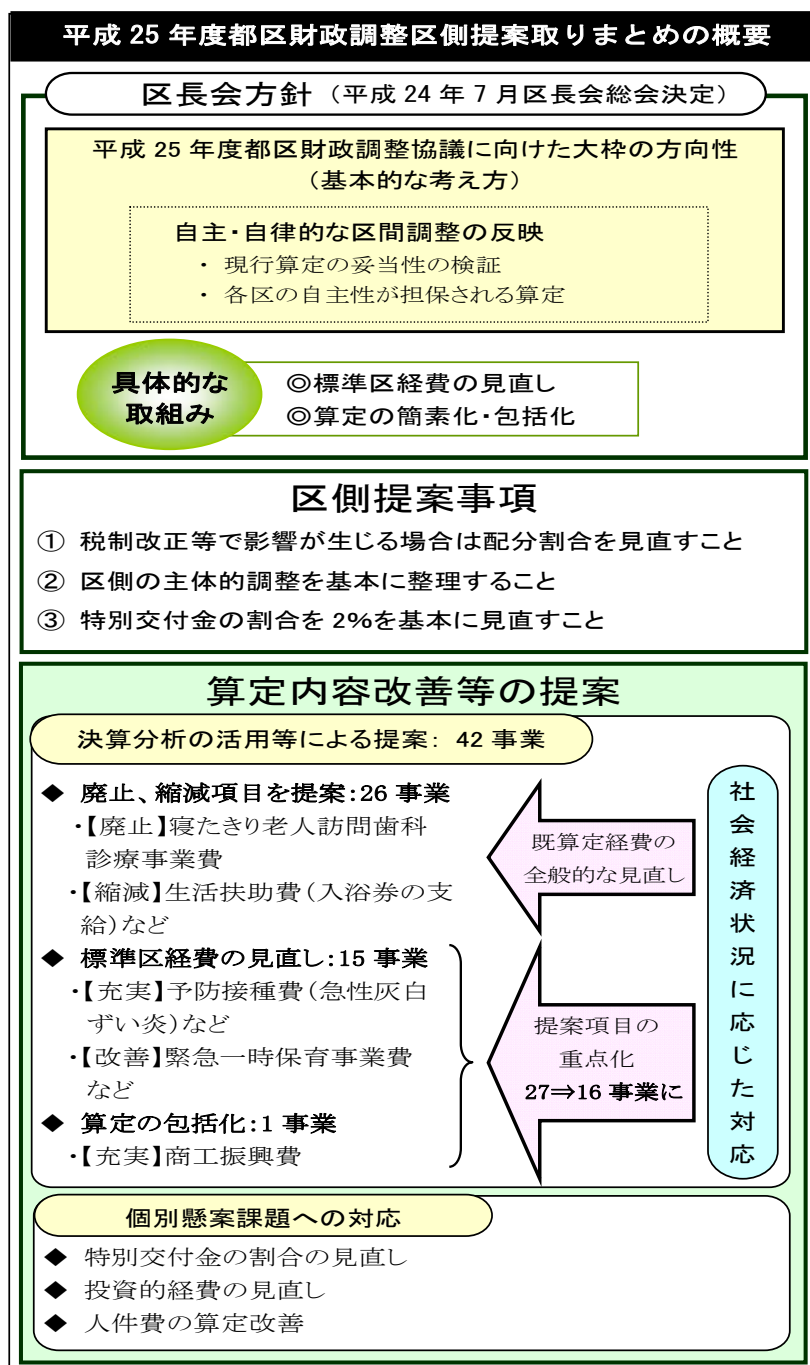 平成 25 年度都区財政調整区側提案取りまとめの概要
区長会方針（平成 24 年 7 月区長会総会決定）
平成 25 年度都区財政調整協議に向けた大枠の方向性
（基本的な考え方）
自主・自律的な区間調整の反映
・ 現行算定の妥当性の検証
・ 各区の自主性が担保される算定
具体的な
取組み
◎標準区経費の見直し
◎算定の簡素化・包括化
区側提案事項
① 税制改正等で影響が生じる場合は配分割合を見直すこと
② 区側の主体的調整を基本に整理すること
③ 特別交付金の割合を 2%を基本に見直すこと
算定内容改善等の提案
決算分析の活用等による提案： 42 事業
◆ 廃止、縮減項目を提案：26 事業
・【廃止】寝たきり老人訪問歯科
診療事業費
・【縮減】生活扶助費（入浴券の支
給）など
◆ 標準区経費の見直し：15 事業
・【充実】予防接種費（急性灰白
ずい炎）など
・【改善】緊急一時保育事業費
など
◆ 算定の包括化：1 事業
・【充実】商工振興費
既算定経費の
全般的な見直し
提案項目の
重点化
27⇒16 事業に
社会経済状況に応じた対応
個別懸案課題への対応
◆ 特別交付金の割合の見直し
◆ 投資的経費の見直し
◆ 人件費の算定改善